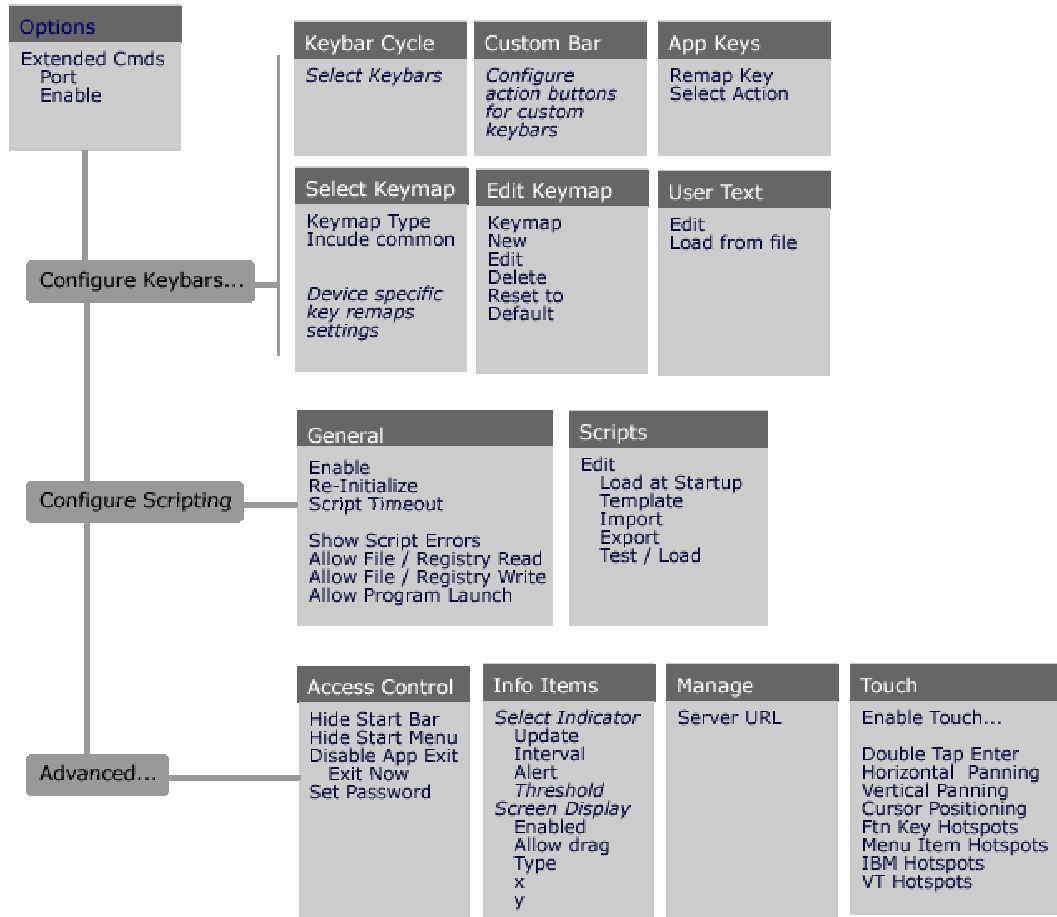 Options
Extended Cmds
Port
Enable
Keybar Cycle
Select Keybars
Custom Bar
Configure
action buttons
for custom
keybars
App Keys
Remap Key
Select Action
Select Keymap
Keymap Type
Incude common
Device specific
key remaps
settings
Edit Keymap
Keymap
New
Edit
Delete
Reset to
Default
User Text
Edit
Load from file
Configure Keybars...
General
Enable
Re-Initialize
Script Timeout
Show Script Errors
Allow File / Registry Read
Allow File / Registry Write
Allow Program Launch
Scripts
Edit
Load at Startup
Template
Import
Export
Test / Load
Configure Scripting
Access Control
Hide Start Bar
Hide Start Menu
Disable App Exit
Exit Now
Set Password
Info Items
Select Indicator
Update
Interval
Alert
Threshold
Screen Display
Enabled
Allow drag
Type
x
y
Manage
Server URL
Touch
Enable Touch...
Double Tap Enter
Horizontal Panning
Vertical Panning
Cursor Positioning
Ftn Key Hotspots
Menu Item Hotspots
IBM Hotspots
VT Hotspots
Advanced...